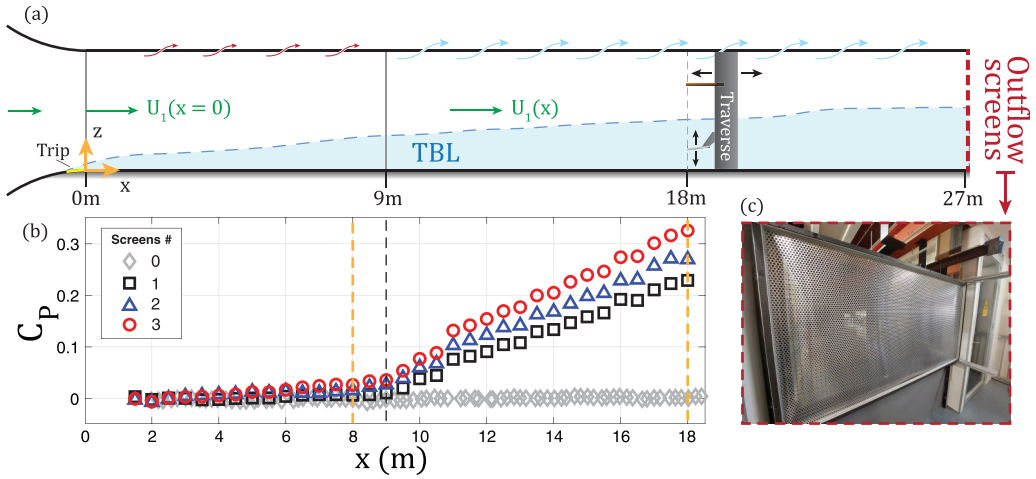 (a)
U₁(x = 0)
U₁(x)
z
Trip
x
TBL
Traverse
Outflow
screens
0m
9m
18m
27m
(b)
Screens #
0
1
2
3
C_P
0.3
0.2
0.1
0
0 2 4 6 8 10 12 14 16 18
x (m)
(c)